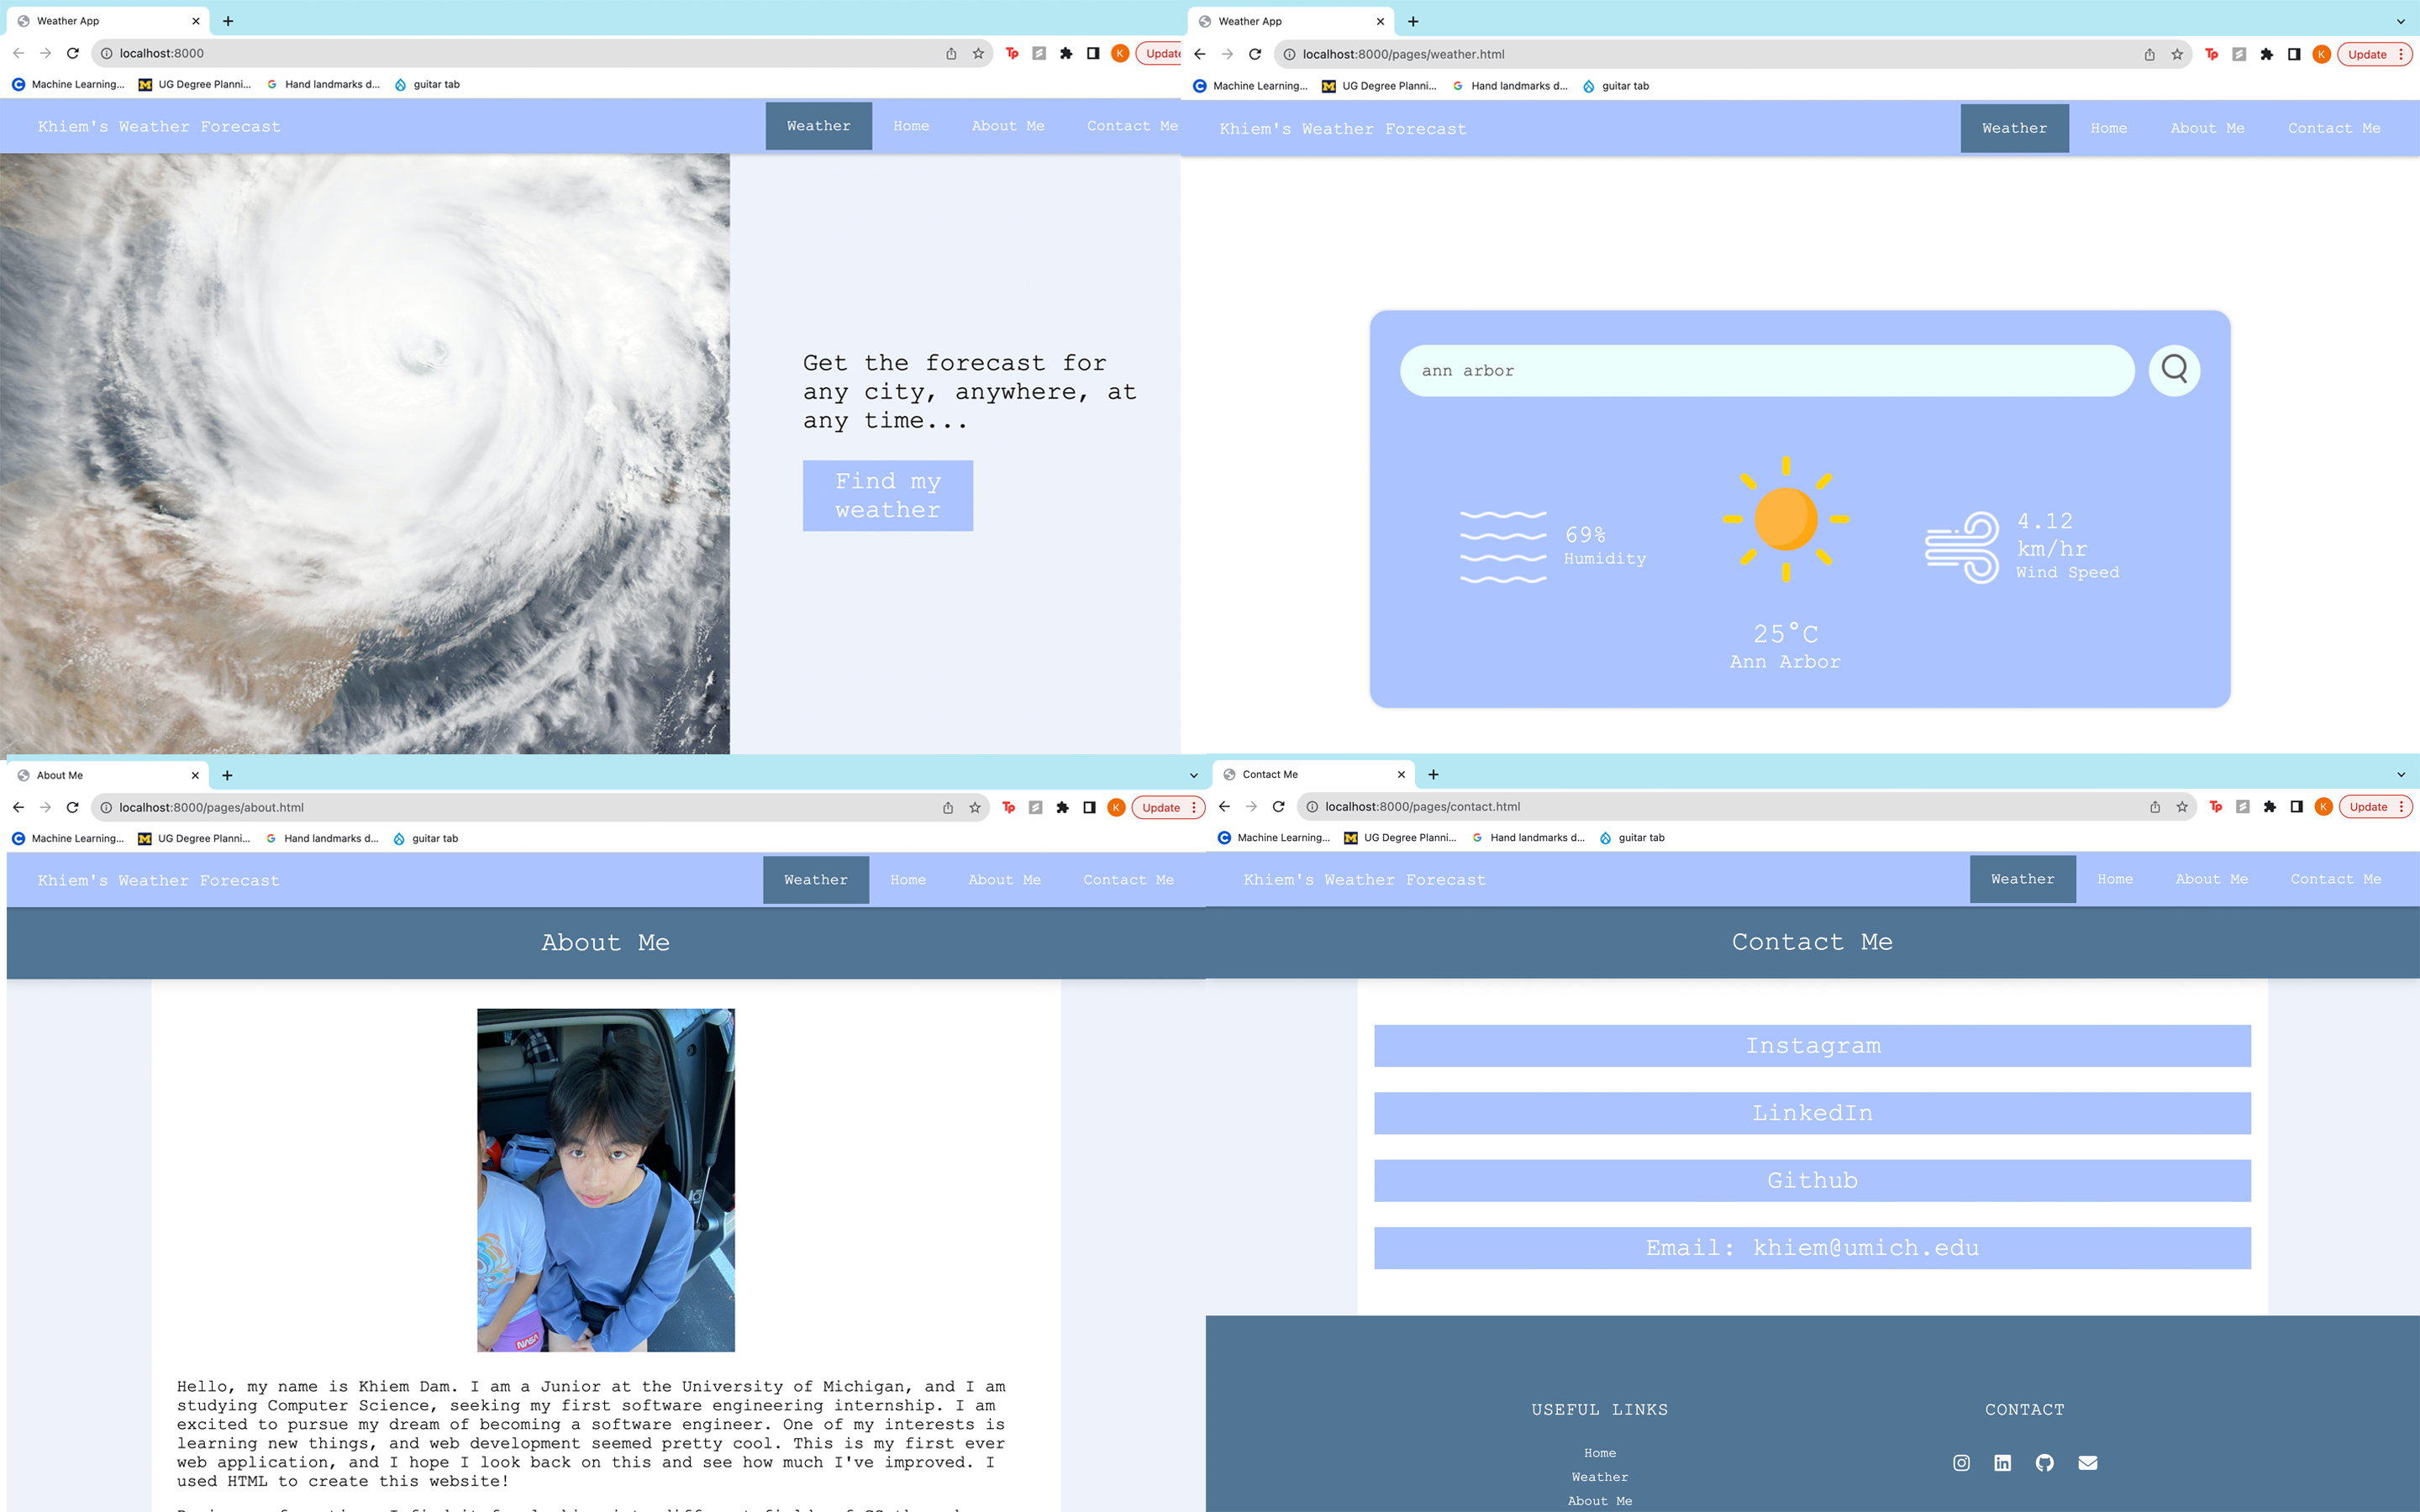 Weather App
localhost:8000
Update
Machine Learning...
UG Degree Planni...
Hand landmarks d...
guitar tab
Khiem's Weather Forecast
Weather
Home
About Me
Contact Me
Get the forecast for
any city, anywhere, at
any time...
Find my
weather
Weather App
localhost:8000/pages/weather.html
K
Update
Machine Learning...
UG Degree Planni...
Hand landmarks d...
guitar tab
Khiem's Weather Forecast
Weather
Home
About Me
Contact Me
ann arbor
69%
Humidity
4.12
km/hr
Wind Speed
25°C
Ann Arbor
About Me
localhost:8000/pages/about.html
K
Update
Machine Learning...
UG Degree Planni...
Hand landmarks d...
guitar tab
Khiem's Weather Forecast
Weather
Home
About Me
Contact Me
About Me
NASA
Hello, my name is Khiem Dam. I am a Junior at the University of Michigan, and I am
studying Computer Science, seeking my first software engineering internship. I am
excited to pursue my dream of becoming a software engineer. One of my interests is
learning new things, and web development seemed pretty cool. This is my first ever
web application, and I hope I look back on this and see how much I've improved. I
used HTML to create this website!
Contact Me
localhost:8000/pages/contact.html
K
Update
Machine Learning...
UG Degree Planni...
Hand landmarks d...
guitar tab
Khiem's Weather Forecast
Weather
Home
About Me
Contact Me
Contact Me
Instagram
LinkedIn
Github
Email: khiem@umich.edu
USEFUL LINKS
Home
Weather
About Me
CONTACT